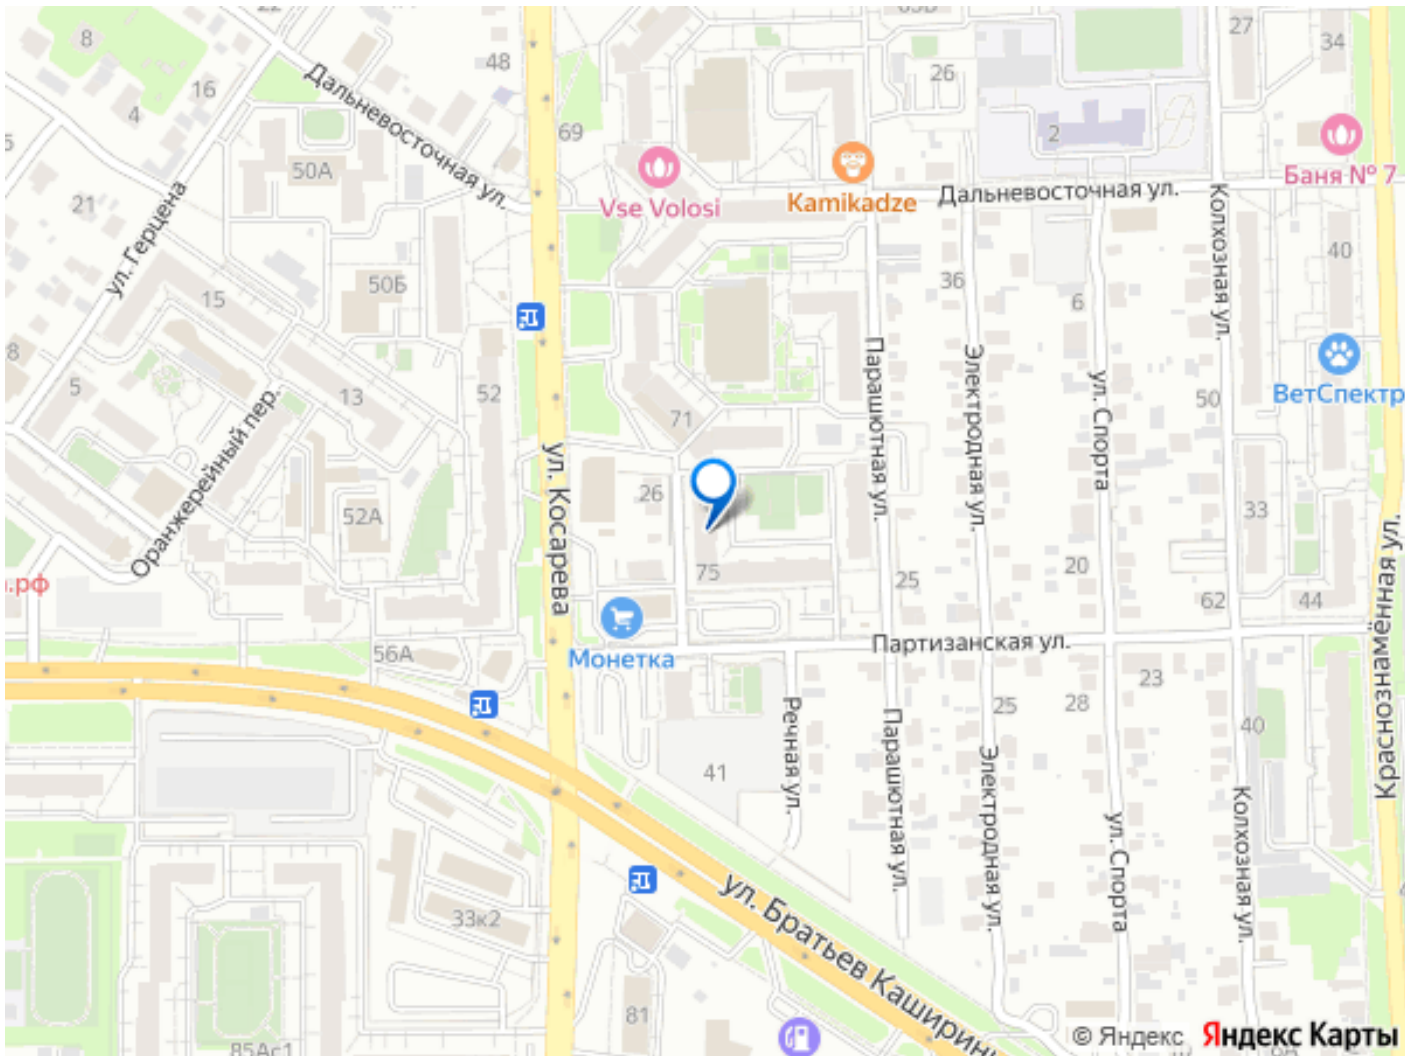 22
63Б
8
48
Дальневосточная ул.
27
34
26
16
4
69
2
50А
Vse Volosi
Kamikadze
Дальневосточная ул.
Баня № 7
21
ул. Герцена
Колхозная ул.
40
15
50Б
36
6
8
5
13
52
71
Парашютная ул.
Электродная ул.
ул. Спорта
50
ВетСпектр
Оранжерейный пер.
ул. Косарева
26
52А
33
75
25
20
62
44
Краснознамённая ул.
.рф
Монетка
56А
Партизанская ул.
23
25
28
40
Речная ул.
Парашютная ул.
Электродная ул.
ул. Спорта
Колхозная ул.
41
33к2
ул. Братьев Каширины
81
85Ас1
© Яндекс Яндекс Карты